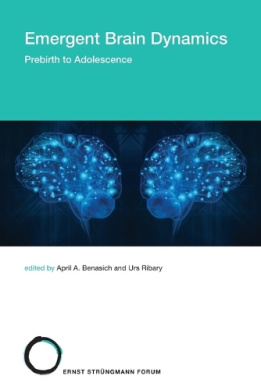 Emergent Brain Dynamics
Prebirth to Adolescence
edited by April A. Benasich and Urs Ribary
ERNST STRÜNGMANN FORUM